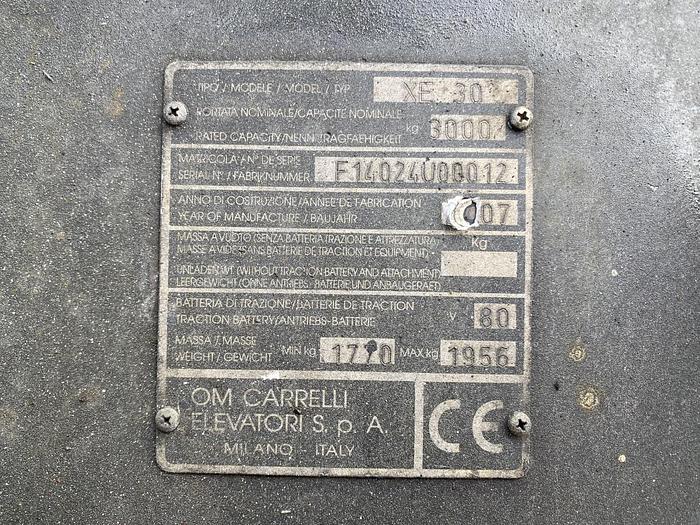 TIPO / MODELE / MODEL / TYP XE 30
PORTATA NOMINALE/CAPACITE NOMINALE
RATED CAPACITY/NENNTRAGFAEHIGKEIT kg 3000
MATRICOLA/N° DE SERIE
SERIAL N° / FABRIKNUMMER F14024U00012
ANNO DI COSTRUZIONE/ANNEE DE FABRICATION
YEAR OF MANUFACTURE / BAUJAHR 07
MASSA A VUOTO (SENZA BATTERIA TRAZIONE E ATTREZZATURA)
MASSE A VIDE(SANS BATTERIE DE TRACTION ET EQUIPEMENT) Kg
UNLADEN WT (WITHOUT TRACTION BATTERY AND ATTACHMENT)
LEERGEWICHT (OHNE ANTRIEBS - BATTERIE UND ANBAUGERAET)
BATTERIA DI TRAZIONE/BATTERIE DE TRACTION
TRACTION BATTERY/ANTRIEBS-BATTERIE V 80
MASSA / MASSE
WEIGHT / GEWICHT MIN kg 1770 MAX kg 1956
OM CARRELLI
ELEVATORI S. p A.
MILANO - ITALY
CE